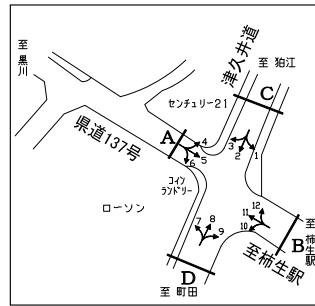 至 黒川
津久井道
至 狛江
センチュリー21
C
県道137号
A
4
5
6
3
2
1
コイン
ランドリー
ローソン
12
11
10
至 柿生駅
B
至柿生駅
7
8
9
D
至 町田